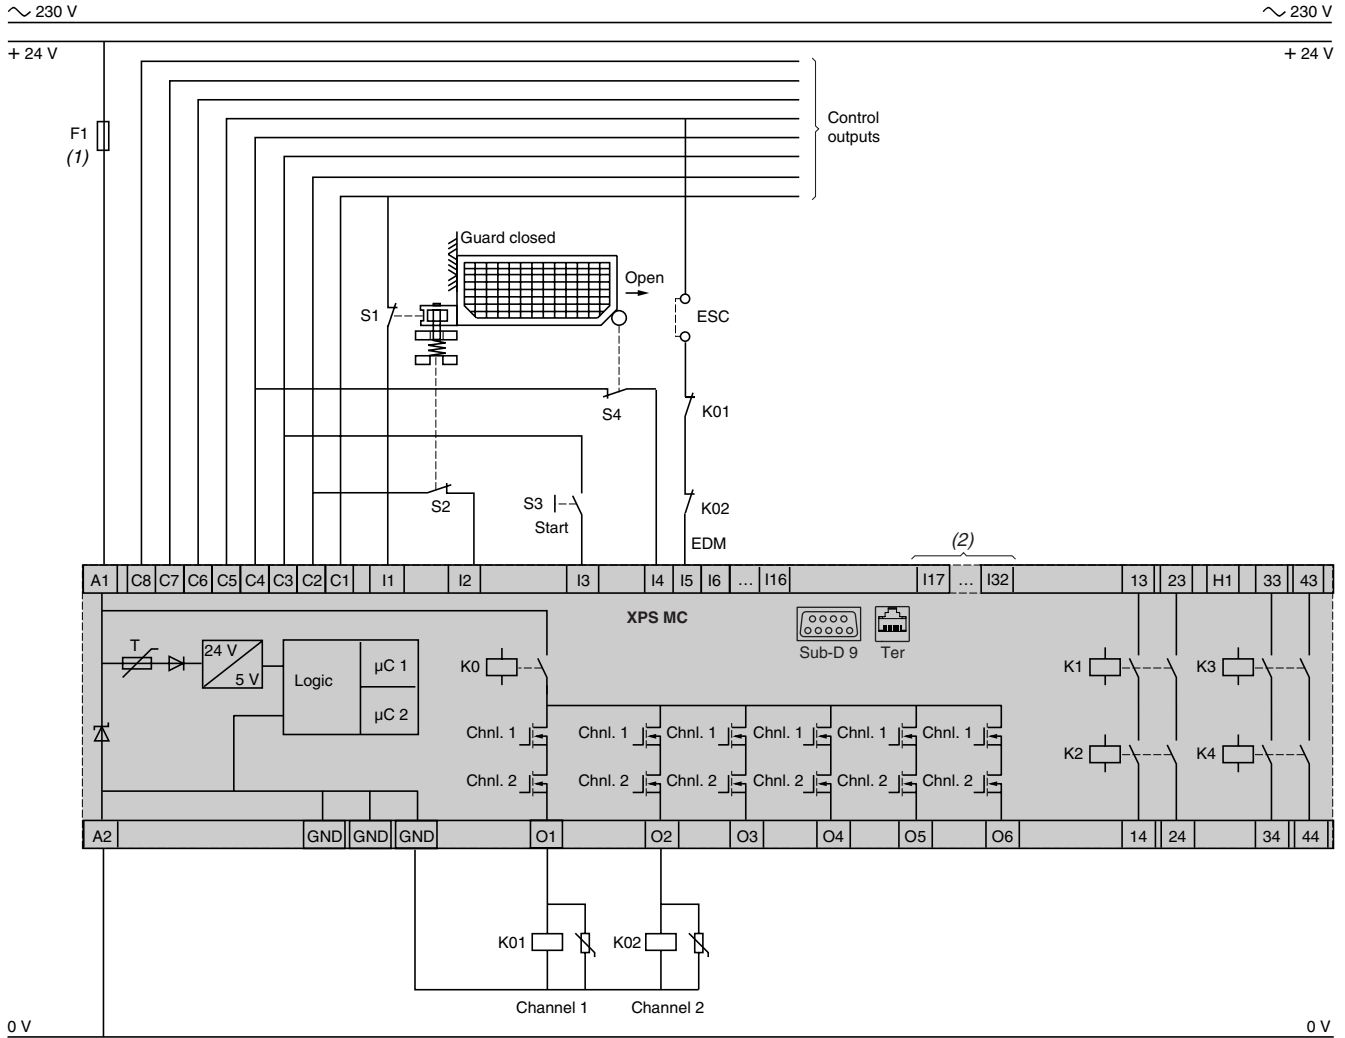 230 V 230 V
+ 24 V + 24 V
F1
(1)
Control
outputs
Guard closed
Open
S1
ESC
S4
K01
S2
S3
Start
K02
EDM
(2)
A1 C8 C7 C6 C5 C4 C3 C2 C1 I1 I2 I3 I4 I5 I6 ... I16 I17 ... I32 13 23 H1 33 43
XPS MC
T
24 V
5 V
Logic
µC 1
µC 2
K0
Sub-D 9
Ter
K1
K3
Chnl. 1 Chnl. 1 Chnl. 1 Chnl. 1 Chnl. 1 Chnl. 1
K2
K4
Chnl. 2 Chnl. 2 Chnl. 2 Chnl. 2 Chnl. 2 Chnl. 2
A2 GND GND GND O1 O2 O3 O4 O5 O6 14 24 34 44
K01
K02
Channel 1
Channel 2
0 V 0 V